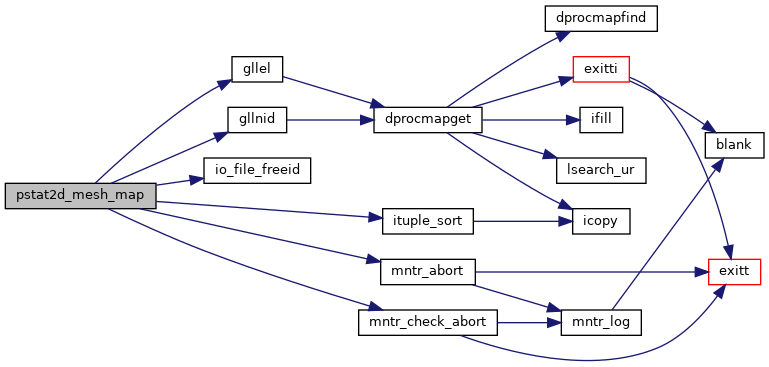 pstat2d_mesh_map
gllel
gllnid
io_file_freeid
dprocmapget
ituple_sort
mntr_abort
mntr_check_abort
dprocmapfind
exitti
ifill
lsearch_ur
icopy
mntr_log
blank
exitt